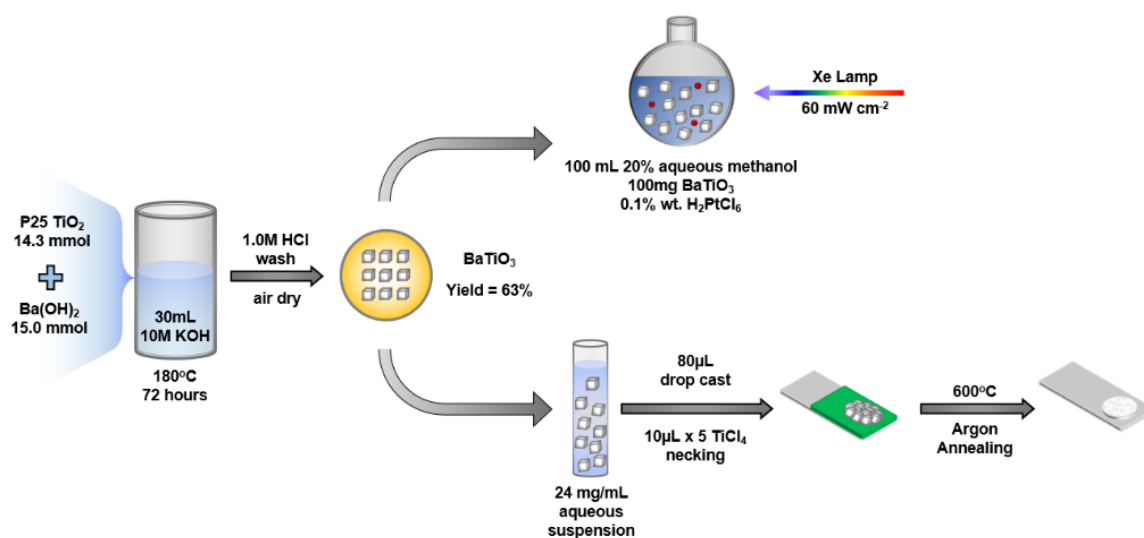 P25 TiO₂
14.3 mmol
Ba(OH)₂
15.0 mmol
30mL
10M KOH
180°C
72 hours
1.0M HCl
wash
air dry
BaTiO₃
Yield = 63%
100 mL 20% aqueous methanol
100mg BaTiO₃
0.1% wt. H₂PtCl₆
Xe Lamp
60 mW cm⁻²
24 mg/mL
aqueous
suspension
80µL
drop cast
10µL x 5 TiCl₄
necking
600°C
Argon
Annealing